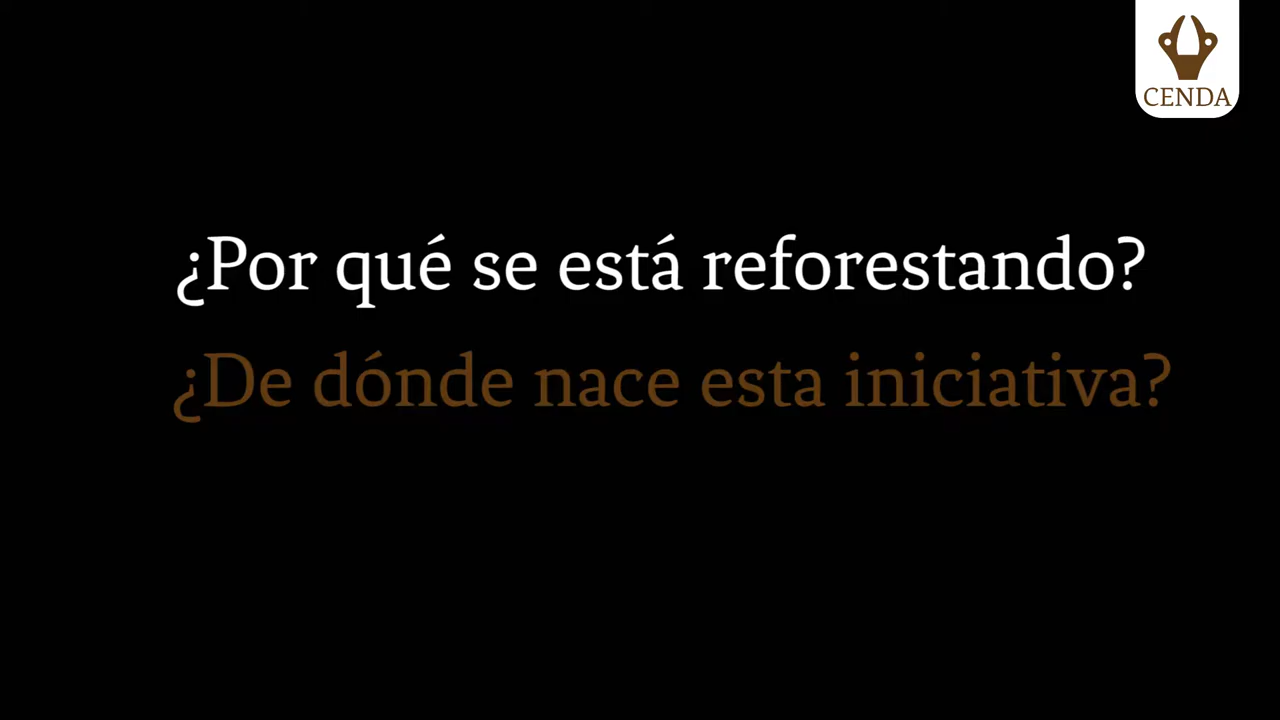 CENDA
¿Por qué se está reforestando?
¿De dónde nace esta iniciativa?